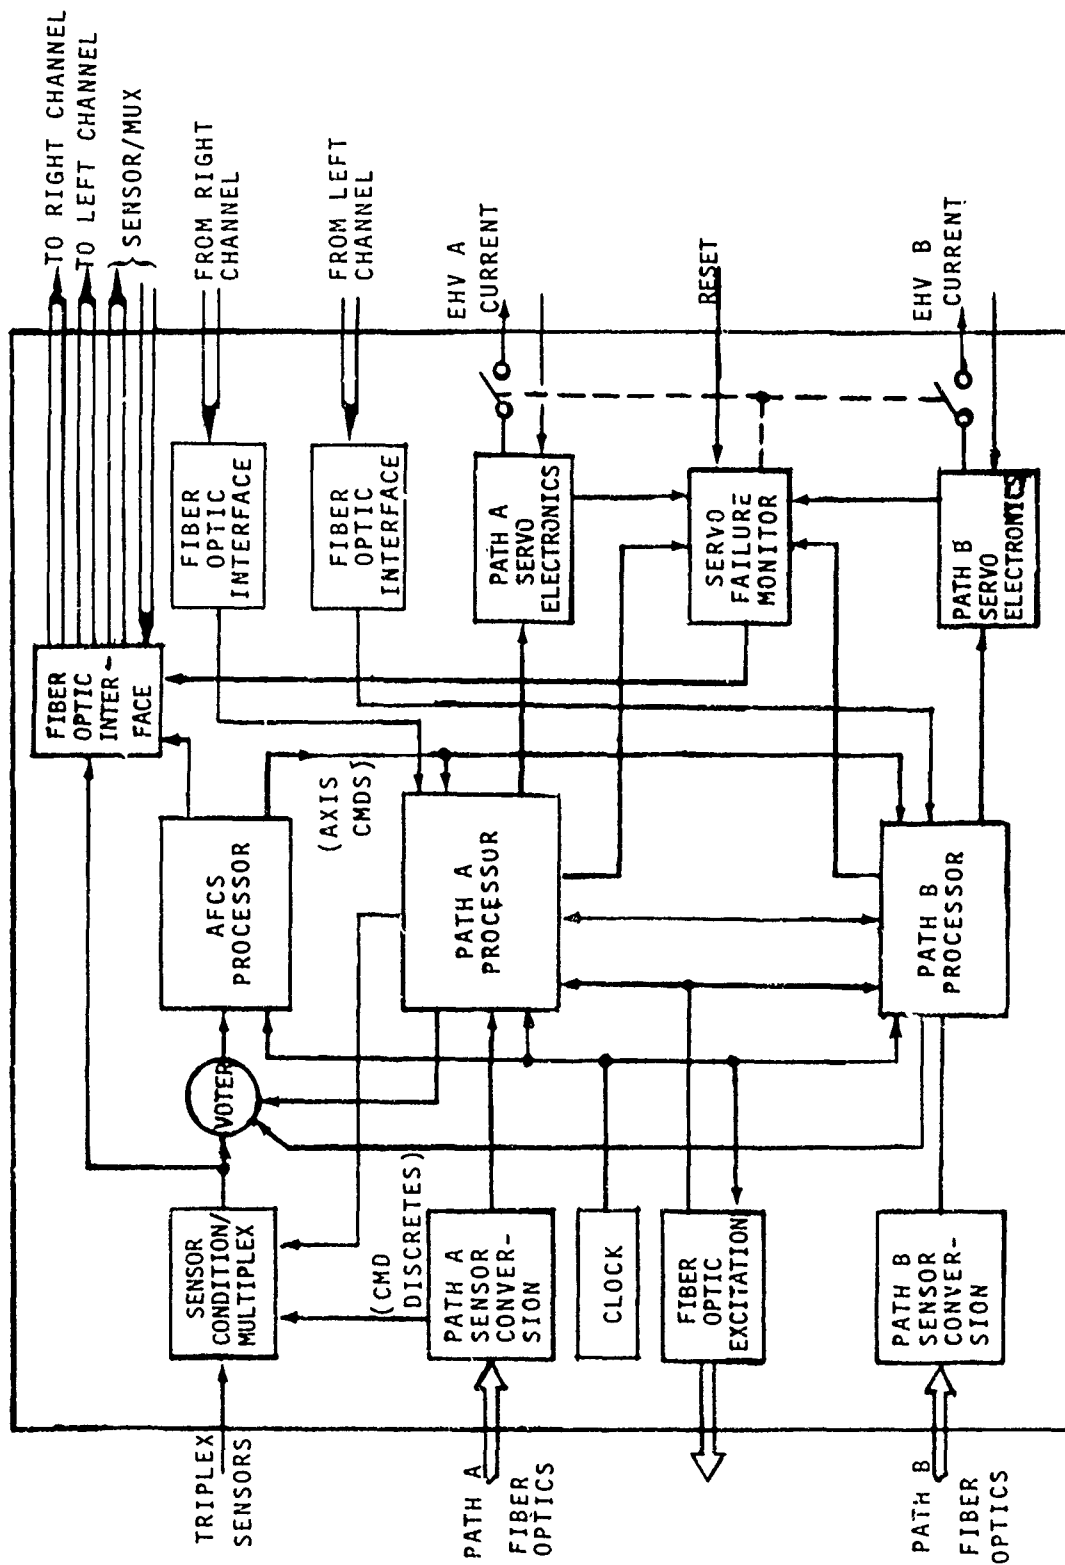 TRIPLEX
SENSORS
SENSOR
CONDITION/
MULTIPLEX
VOTER
AFCS
PROCESSOR
FIBER
OPTIC
INTER-
FACE
TO RIGHT CHANNEL
TO LEFT CHANNEL
SENSOR/MUX
FIBER
OPTIC
INTERFACE
FROM RIGHT
CHANNEL
FIBER
OPTIC
INTERFACE
FROM LEFT
CHANNEL
(AXIS
CMDS)
(CMD
DISCRETES)
PATH A
FIBER
OPTICS
PATH A
SENSOR
CONVER-
SION
PATH A
PROCESSUR
PATH A
SERVO
ELECTRONICS
EHV A
CURRENT
CLOCK
FIBER
OPTIC
EXCITATION
SERVO
FAILURE
MONITOR
RESET
PATH B
FIBER
OPTICS
PATH B
SENSOR
CONVER-
SION
PATH B
PROCESSOR
PATH B
SERVO
ELECTRONICS
EHV B
CURRENT